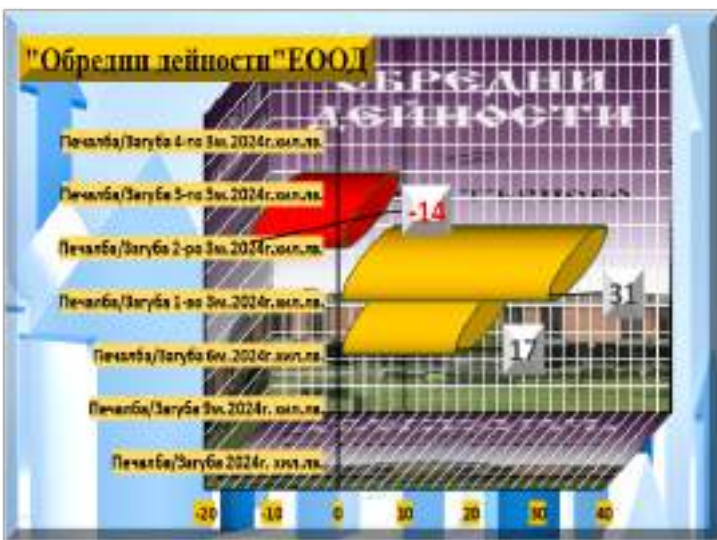 "Обредни дейности"ЕООД
ОБРЕДНИ
ДЕЙНОСТИ
Печалба/Загуба 4-то 3м.2024г.хил.лв.
Печалба/Загуба 3-то 3м.2024г.хил.лв.
-14
Печалба/Загуба 2-ро 3м.2024г.хил.лв.
Печалба/Загуба 1-во 3м.2024г.хил.лв.
31
Печалба/Загуба 6м.2024г.хил.лв.
17
Печалба/Загуба 9м.2024г. хил.лв.
Печалба/Загуба 2024г. хил.лв.
-20 -10 0 10 20 30 40